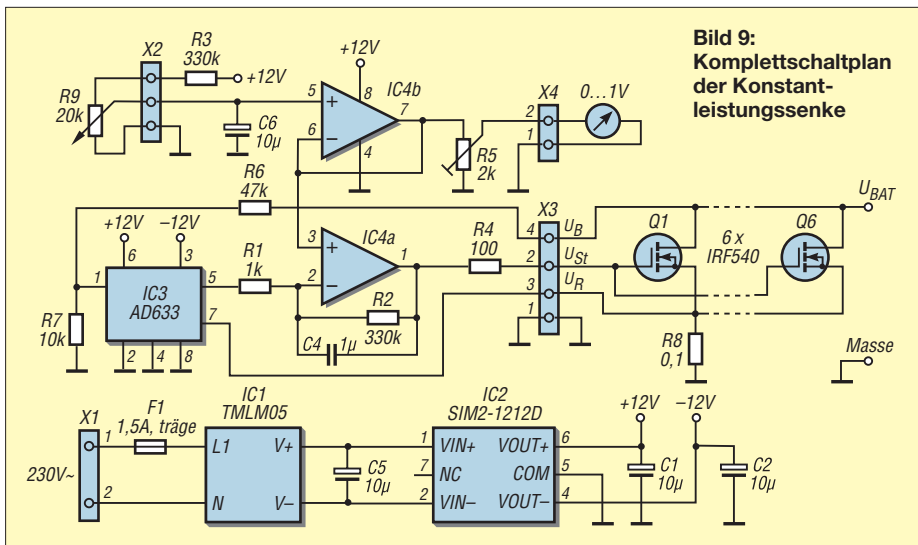 Bild 9:
Komplettschaltplan
der Konstant-
leistungssenke
X2
R3
330k
+12V
R9
20k
C6
10µ
+12V
5
+
6
−
8
4
7
IC4b
R5
2k
X4
2
1
0...1V
R6
47k
+12V
−12V
6
3
1
IC3
AD633
5
7
2
4
8
R7
10k
R1
1k
3
+
2
−
IC4a
1
R2
330k
C4
1µ
R4
100
X3
4
2
3
1
UB
USt
UR
Q1
6 x
IRF540
Q6
UBAT
R8
0,1
Masse
X1
1
2
230V~
F1
1,5A, träge
IC1
TMLM05
L1
N
V+
V−
C5
10µ
IC2
SIM2-1212D
1
VIN+
7
NC
2
VIN−
VOUT+
6
COM
5
VOUT−
4
+12V
−12V
C1
10µ
C2
10µ